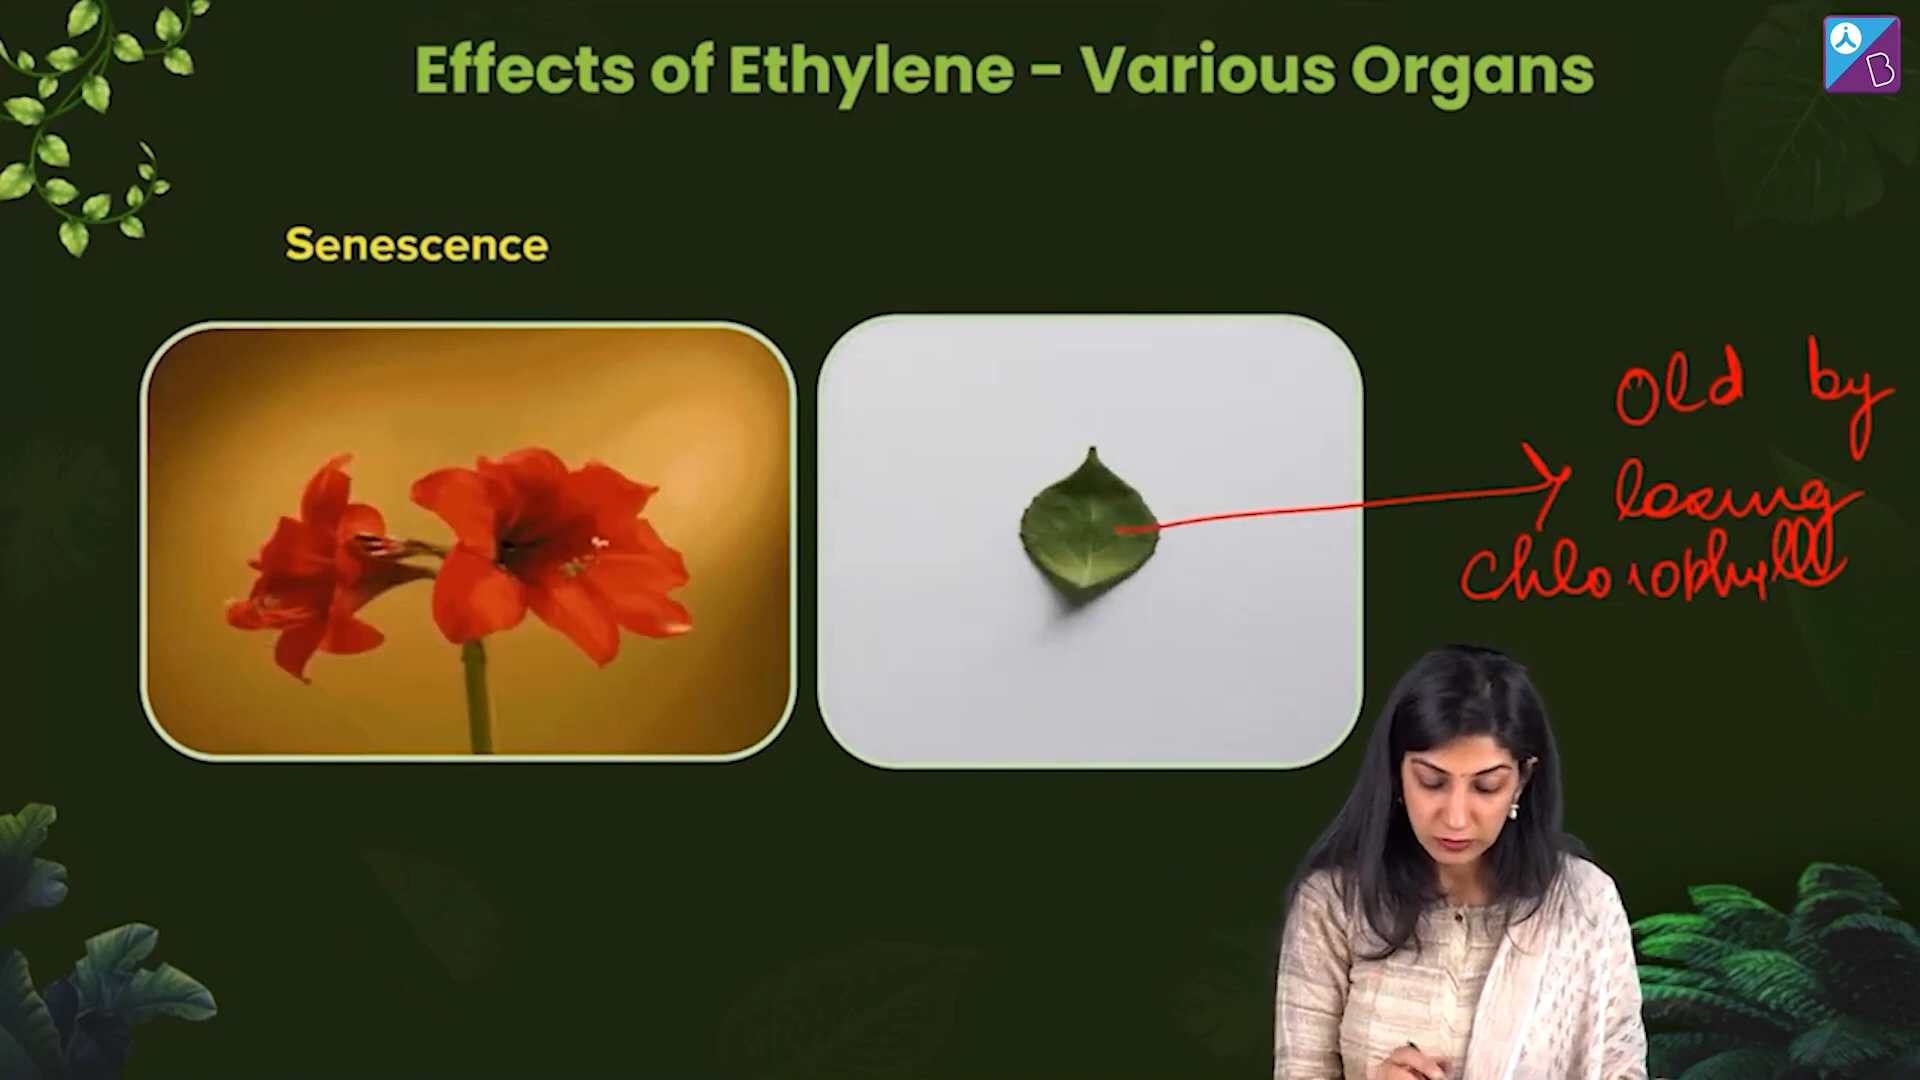 Effects of Ethylene - Various Organs
Senescence
Old by
losing
chlorophyll
B